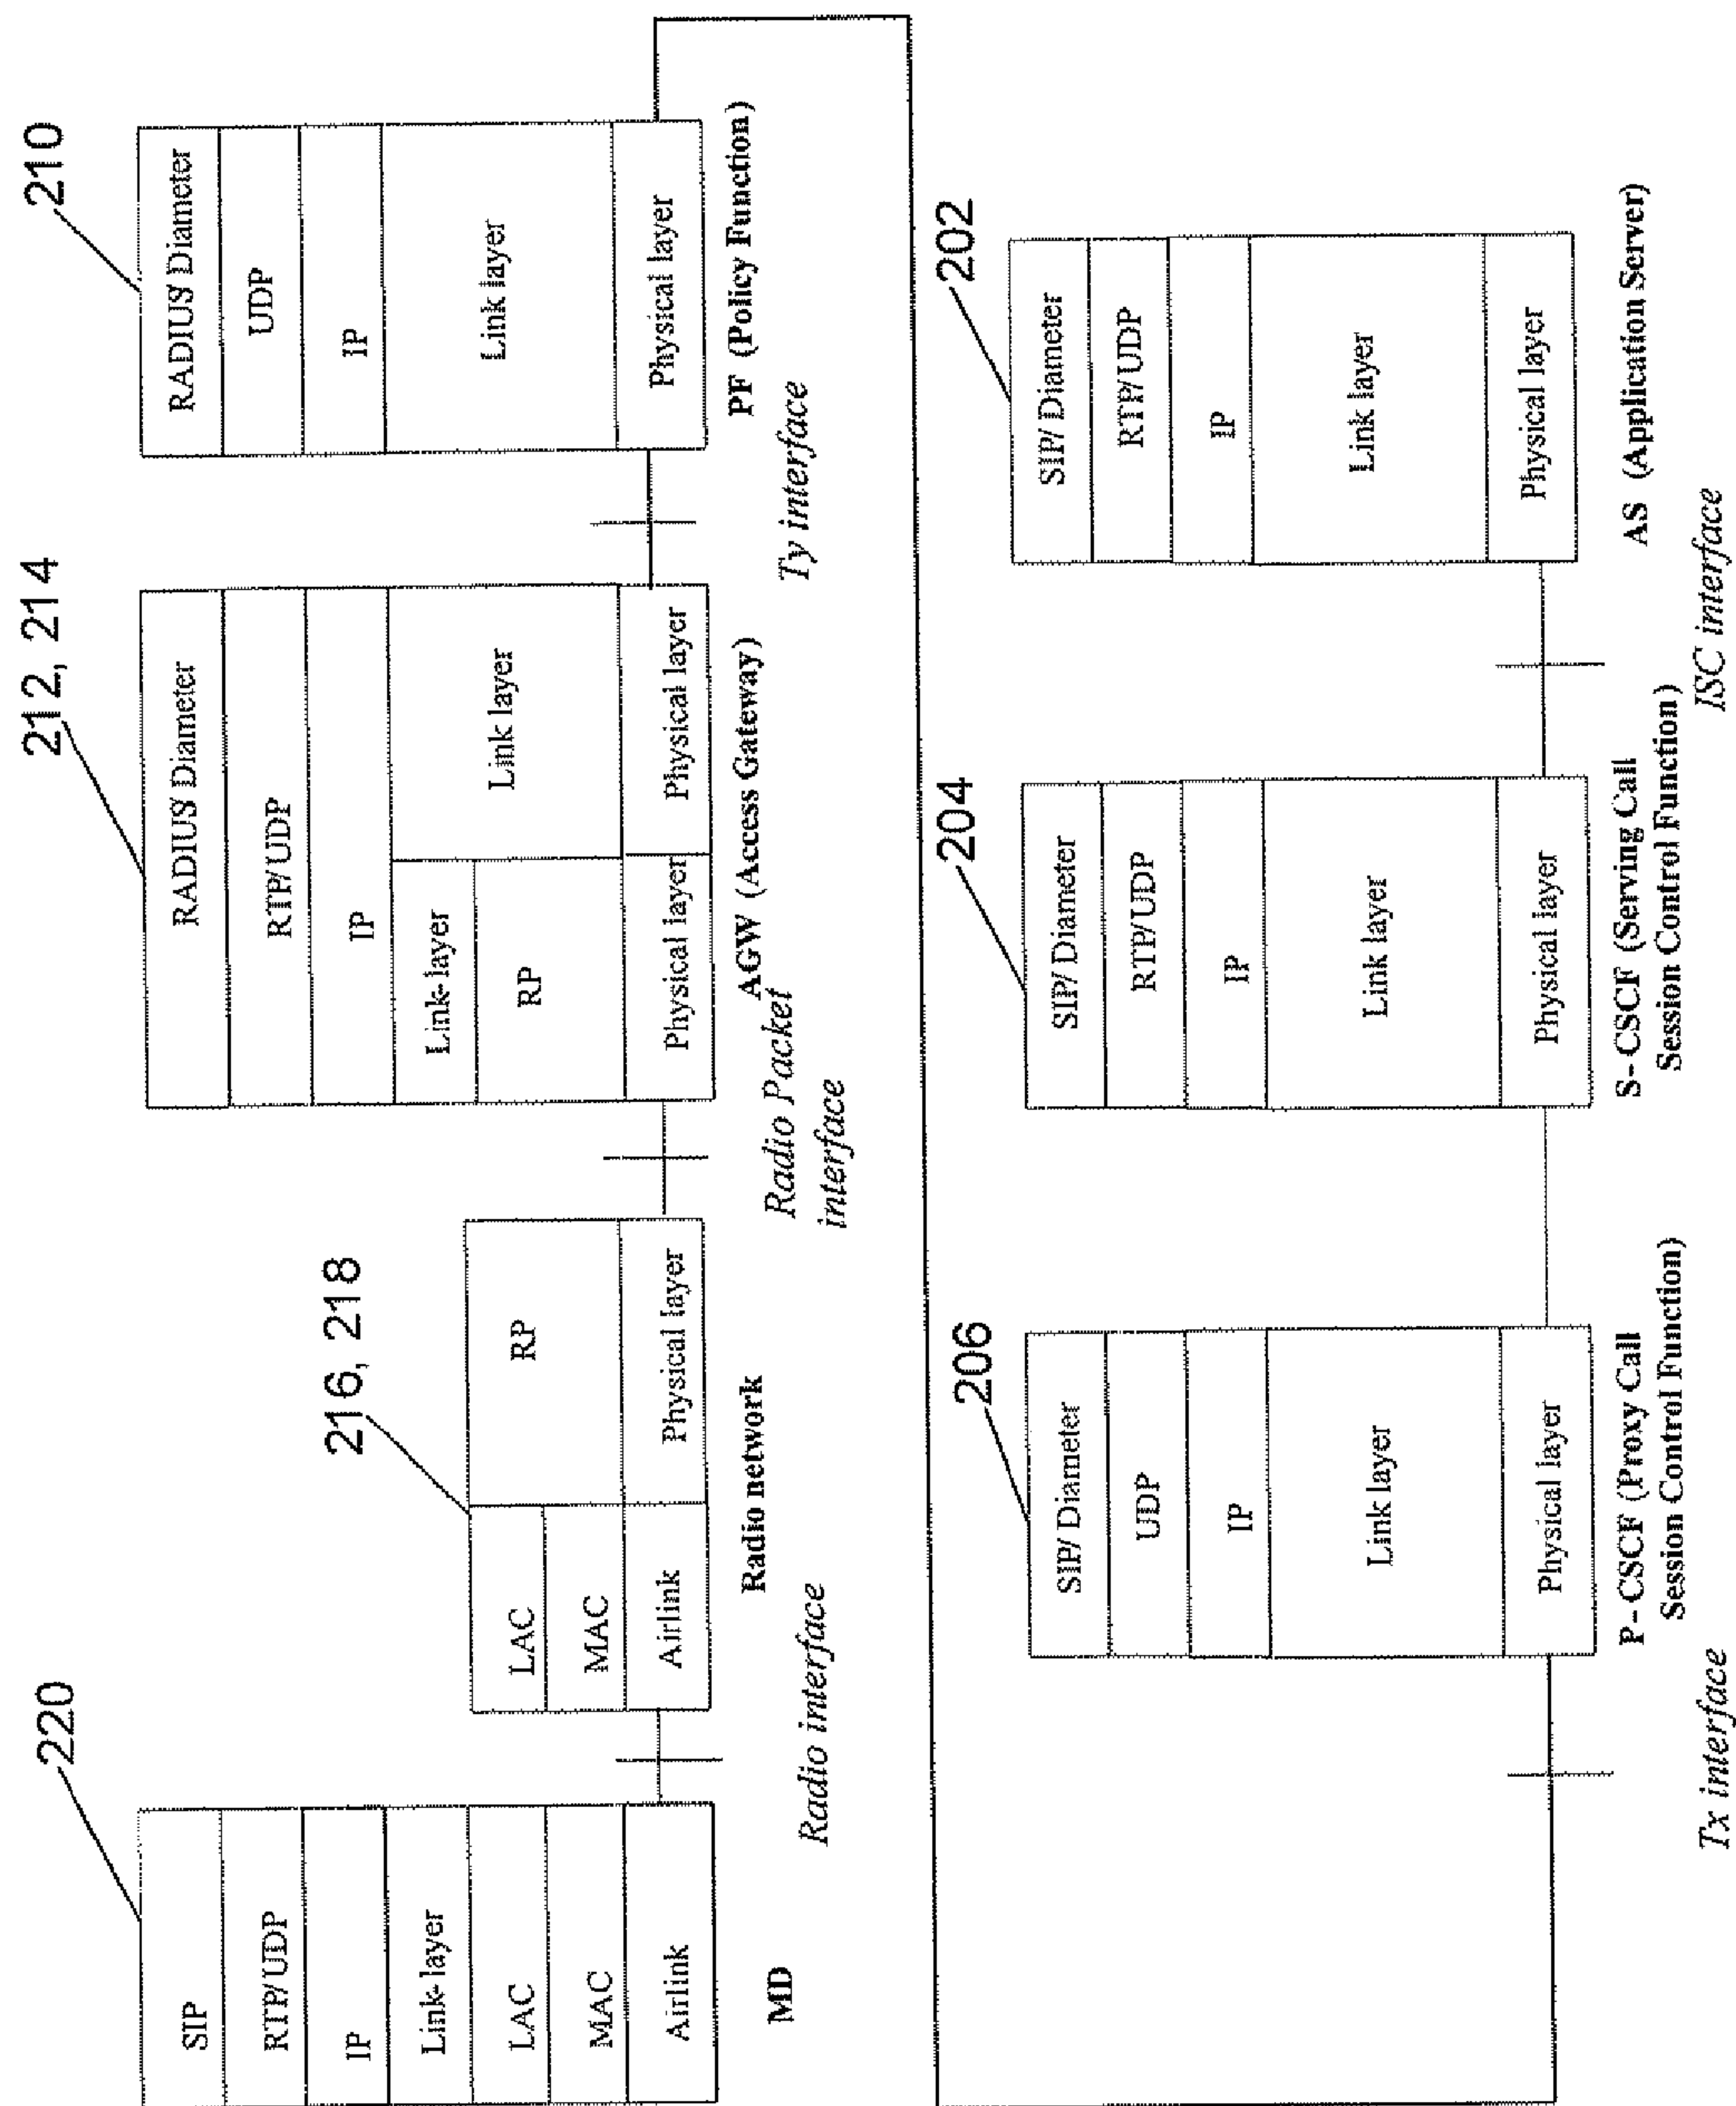 220
SIP
RTP/UDP
IP
Link-layer
LAC
MAC
Airlink
MD
Radio interface
216, 218
LAC
MAC
Airlink
RP
Physical layer
Radio network
Radio Packet
interface
212, 214
RADIUS/Diameter
RTP/UDP
IP
Link-layer
RP
Physical layer
Link layer
Physical layer
AGW (Access Gateway)
Ty interface
210
RADIUS/Diameter
UDP
IP
Link layer
Physical layer
PF (Policy Function)
Tx interface
206
SIP/ Diameter
UDP
IP
Link layer
Physical layer
P-CSCF (Proxy Call
Session Control Function)
204
SIP/ Diameter
RTP/UDP
IP
Link layer
Physical layer
S-CSCF (Serving Call
Session Control Function)
ISC interface
202
SIP/ Diameter
RTP/UDP
IP
Link layer
Physical layer
AS (Application Server)